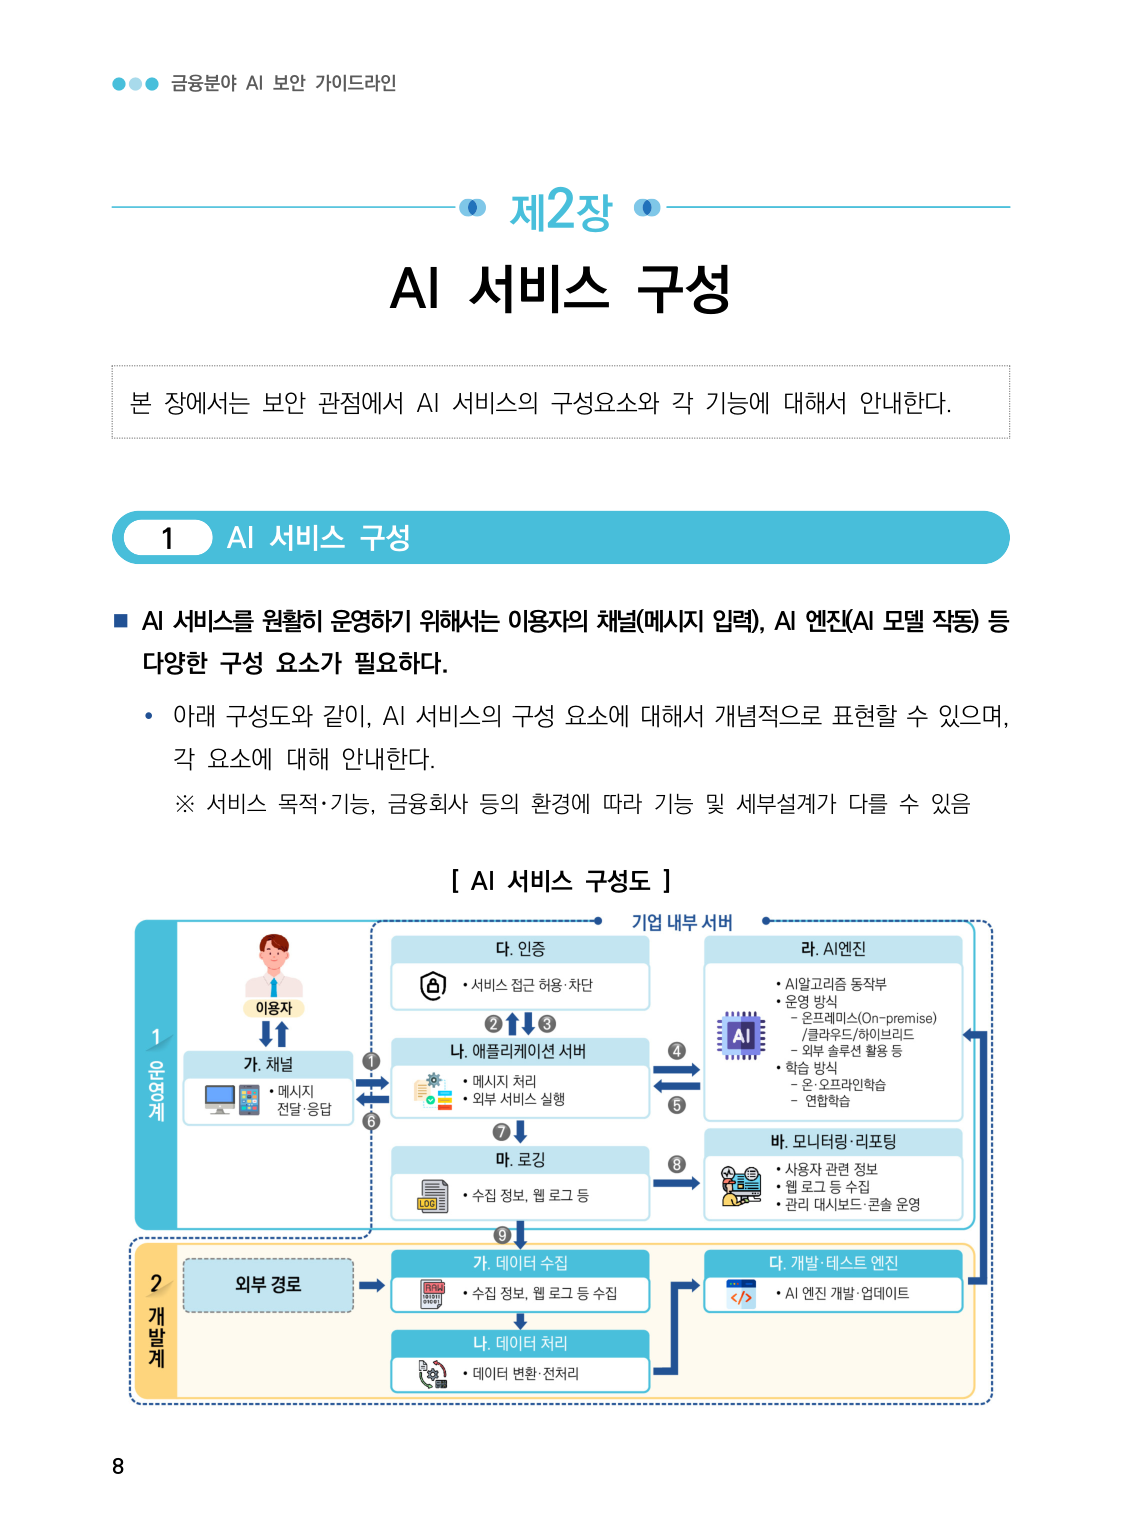 금융분야 AI 보안 가이드라인
제2장
AI 서비스 구성
본 장에서는 보안 관점에서 AI 서비스의 구성요소와 각 기능에 대해서 안내한다.
1 AI 서비스 구성
■ AI 서비스를 원활히 운영하기 위해서는 이용자의 채널(메시지 입력), AI 엔진(AI 모델 작동) 등
다양한 구성 요소가 필요하다.
• 아래 구성도와 같이, AI 서비스의 구성 요소에 대해서 개념적으로 표현할 수 있으며,
각 요소에 대해 안내한다.
※ 서비스 목적·기능, 금융회사 등의 환경에 따라 기능 및 세부설계가 다를 수 있음
[ AI 서비스 구성도 ]
기업 내부 서버
1 운영계
이용자
가. 채널
• 메시지
전달·응답
❶
❻
다. 인증
• 서비스 접근 허용·차단
❷ ❸
나. 애플리케이션 서버
• 메시지 처리
• 외부 서비스 실행
❹
❺
❼
마. 로깅
LOG
• 수집 정보, 웹 로그 등
❽
❾
라. AI엔진
AI
• AI알고리즘 동작부
• 운영 방식
– 온프레미스(On-premise)
/클라우드/하이브리드
– 외부 솔루션 활용 등
• 학습 방식
– 온·오프라인학습
– 연합학습
바. 모니터링·리포팅
• 사용자 관련 정보
• 웹 로그 등 수집
• 관리 대시보드·콘솔 운영
2 개발계
외부 경로
가. 데이터 수집
RAW
• 수집 정보, 웹 로그 등 수집
나. 데이터 처리
• 데이터 변환·전처리
다. 개발·테스트 엔진
</>
• AI 엔진 개발·업데이트
8